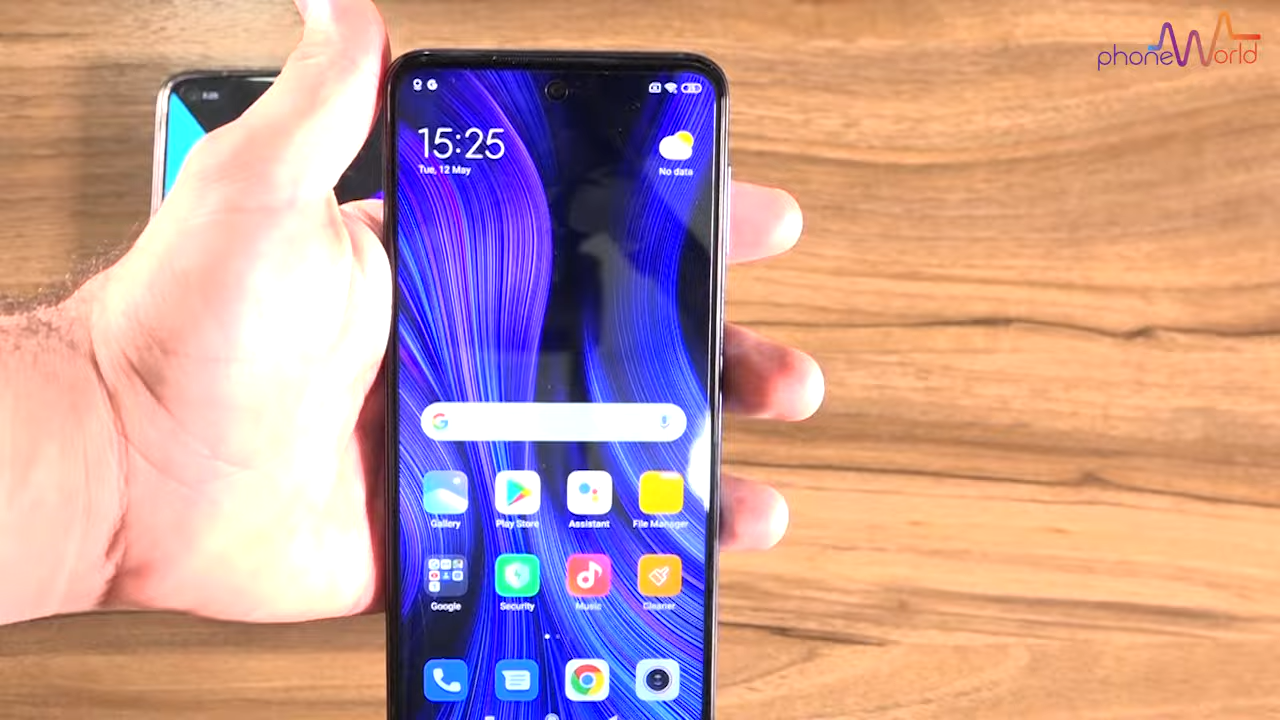 phoneWorld
15:25
Tue, 12 May
No data
Gallery
Play Store
Assistant
File Manager
Google
Security
Music
Cleaner